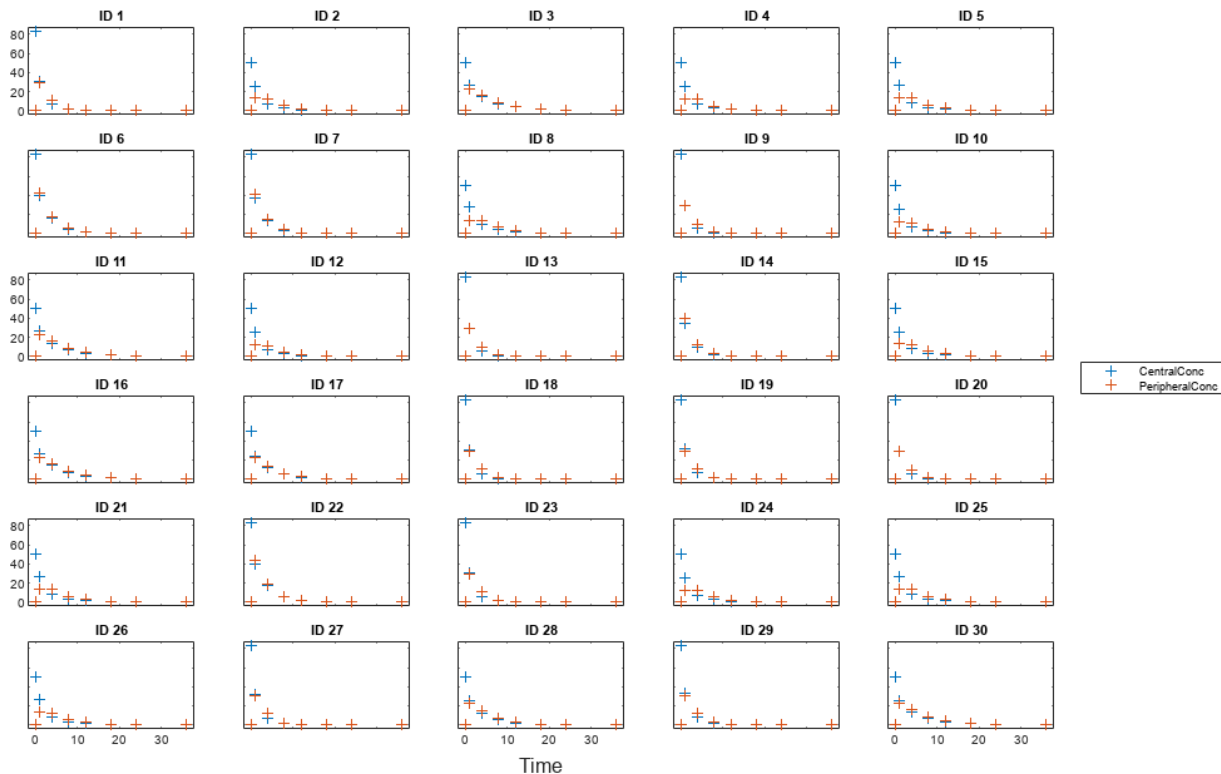 ID 1 ID 2 ID 3 ID 4 ID 5
80
60
40
20
0
ID 6 ID 7 ID 8 ID 9 ID 10
ID 11 ID 12 ID 13 ID 14 ID 15
80
60
40
20
0
CentralConc
PeripheralConc
ID 16 ID 17 ID 18 ID 19 ID 20
ID 21 ID 22 ID 23 ID 24 ID 25
80
60
40
20
0
ID 26 ID 27 ID 28 ID 29 ID 30
0 10 20 30 0 10 20 30 0 10 20 30
Time